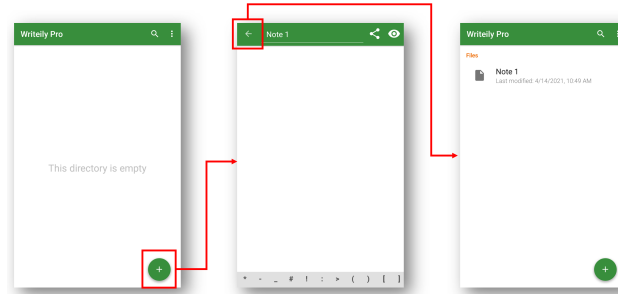 Writeily Pro
This directory is empty
+
Note 1
* - _ # ! : > ( ) [ ]
Writeily Pro
Files
Note 1
Last modified: 4/14/2021, 10:49 AM
+